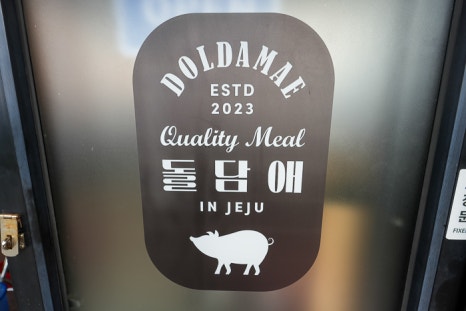 DOLDAMAE
ESTD
2023
Quality Meal
돌담애
IN JEJU